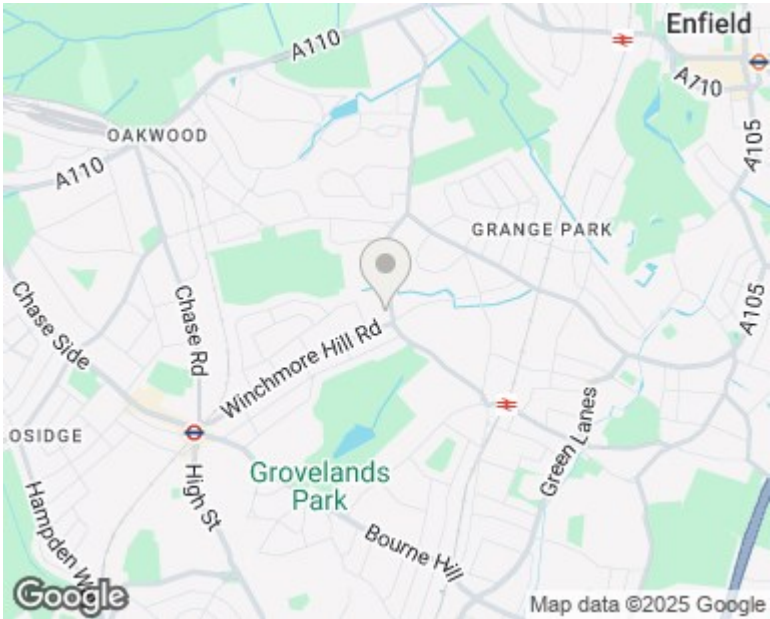 Enfield
A110
A710
OAKWOOD
A105
A110
GRANGE PARK
Chase Side
Chase Rd
A105
Winchmore Hill Rd
OSIDGE
Green Lanes
High St
Grovelands
Park
Hampden W
Bourne Hill
Google
Map data ©2025 Google